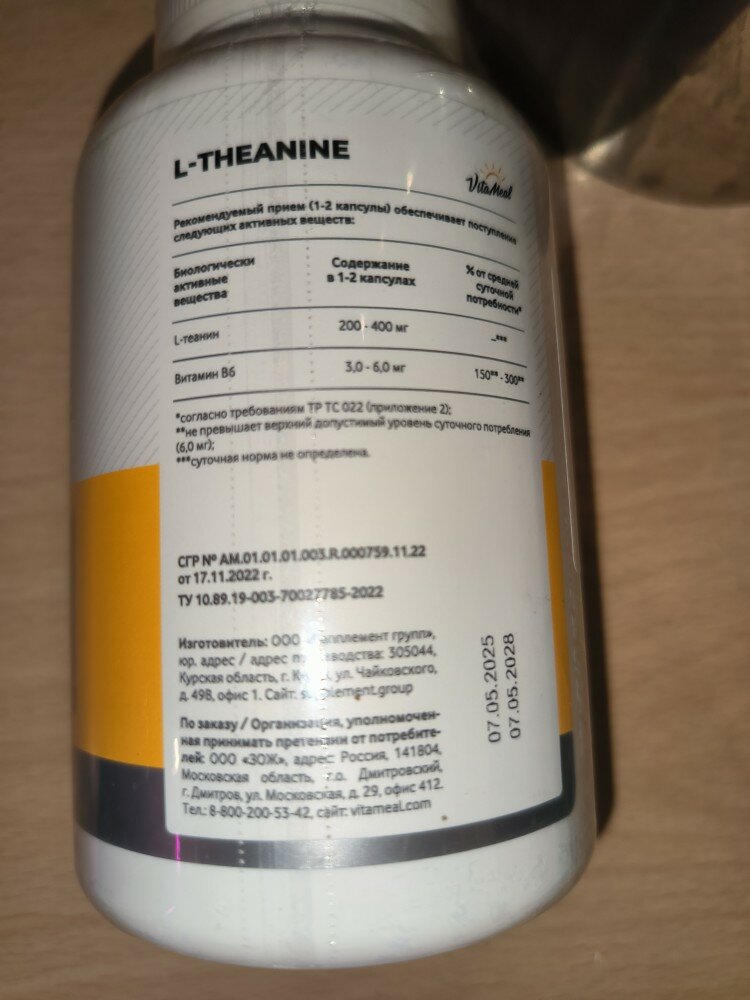 L-THEANINE
VitaMeal
Рекомендуемый прием (1-2 капсулы) обеспечивает поступление
следующих активных веществ:
Биологически
активные
вещества
Содержание
в 1-2 капсулах
% от средней
суточной
потребности*
L-теанин
200 - 400 мг
_***
Витамин В6
3,0 - 6,0 мг
150** - 300**
*согласно требованиям ТР ТС 022 (приложение 2);
**не превышает верхний допустимый уровень суточного потребления
(6,0 мг);
***суточная норма не определена.
СГР № AM.01.01.01.003.R.000759.11.22
от 17.11.2022 г.
ТУ 10.89.19-003-70027785-2022
Изготовитель: ООО групп»,
юр. адрес / адрес 305044,
Курская область, г. ул. Чайковского,
д. 49В, офис 1. Сайт:
По заказу / Организация, уполномочен-
ная принимать претензии от потребите-
лей: ООО «ЗОЖ», адрес: Россия, 141804,
Московская область, г.о. Дмитровский,
г. Дмитров, ул. Московская, д. 29, офис 412.
Тел.: 8-800-200-53-42, сайт: vitameal.com
07.05.2025
07.05.2028